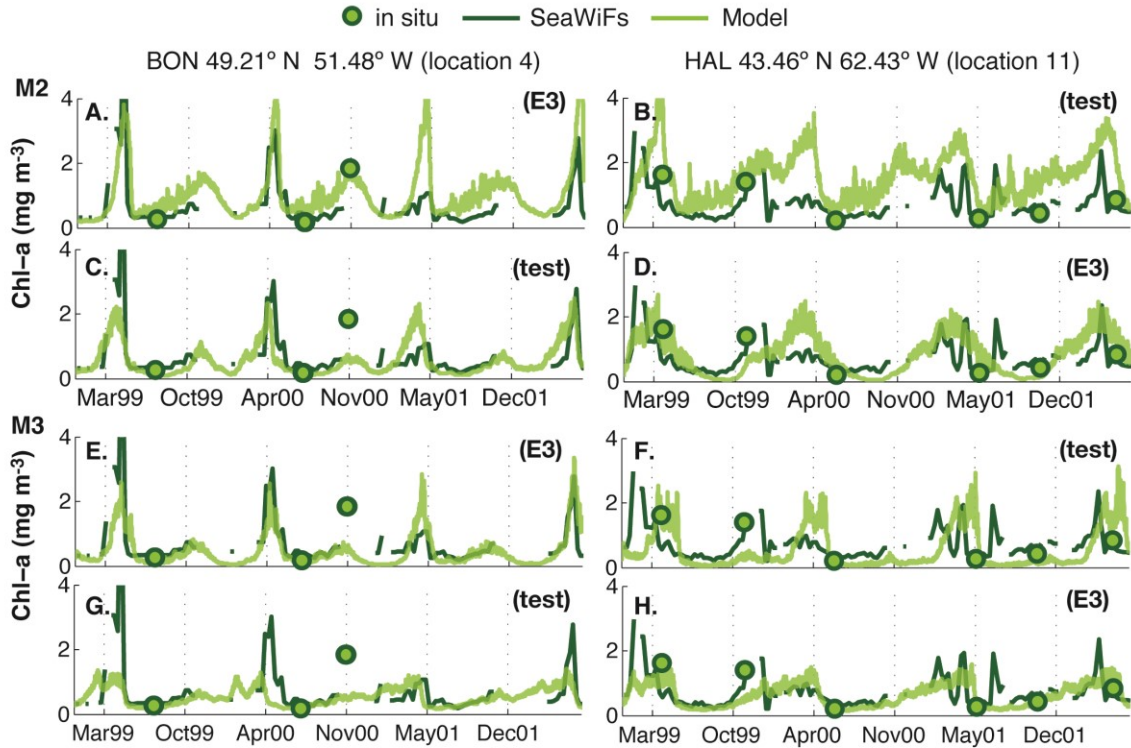 in situ SeaWiFs Model
BON 49.21° N 51.48° W (location 4) HAL 43.46° N 62.43° W (location 11)
M2
4 A. (E3) 4 B. (test)
2 2
0 0
4 C. (test) 4 D. (E3)
2 2
0 0
Chl–a (mg m-3)
Mar99 Oct99 Apr00 Nov00 May01 Dec01 Mar99 Oct99 Apr00 Nov00 May01 Dec01
M3
4 E. (E3) 4 F. (test)
2 2
0 0
4 G. (test) 4 H. (E3)
2 2
0 0
Chl–a (mg m-3)
Mar99 Oct99 Apr00 Nov00 May01 Dec01 Mar99 Oct99 Apr00 Nov00 May01 Dec01